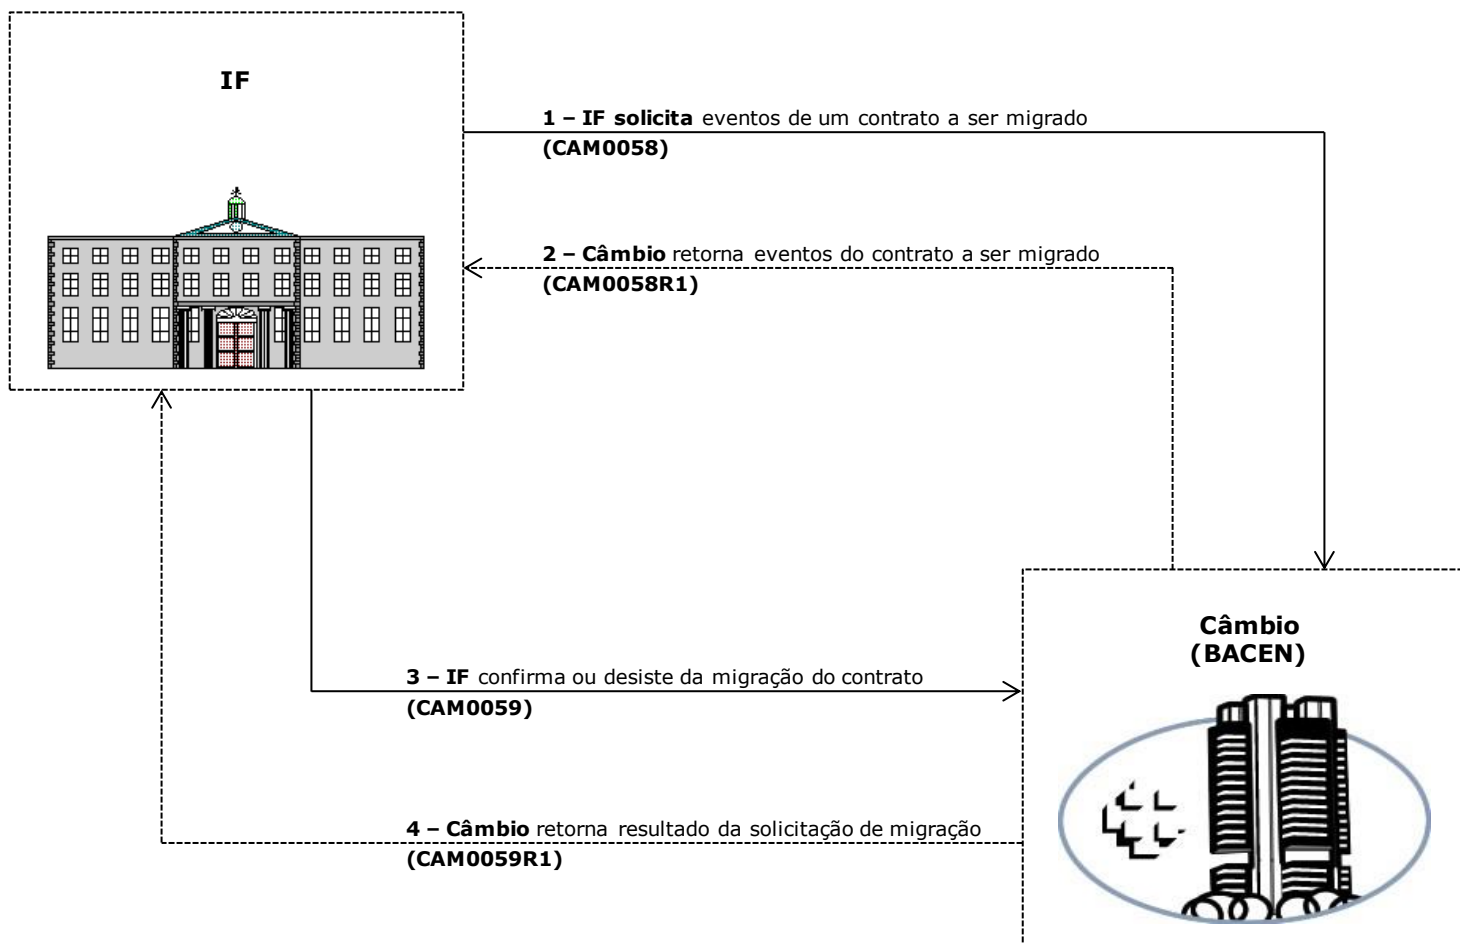 IF
1 – IF solicita eventos de um contrato a ser migrado
(CAM0058)
2 – Câmbio retorna eventos do contrato a ser migrado
(CAM0058R1)
Câmbio
(BACEN)
3 – IF confirma ou desiste da migração do contrato
(CAM0059)
4 – Câmbio retorna resultado da solicitação de migração
(CAM0059R1)